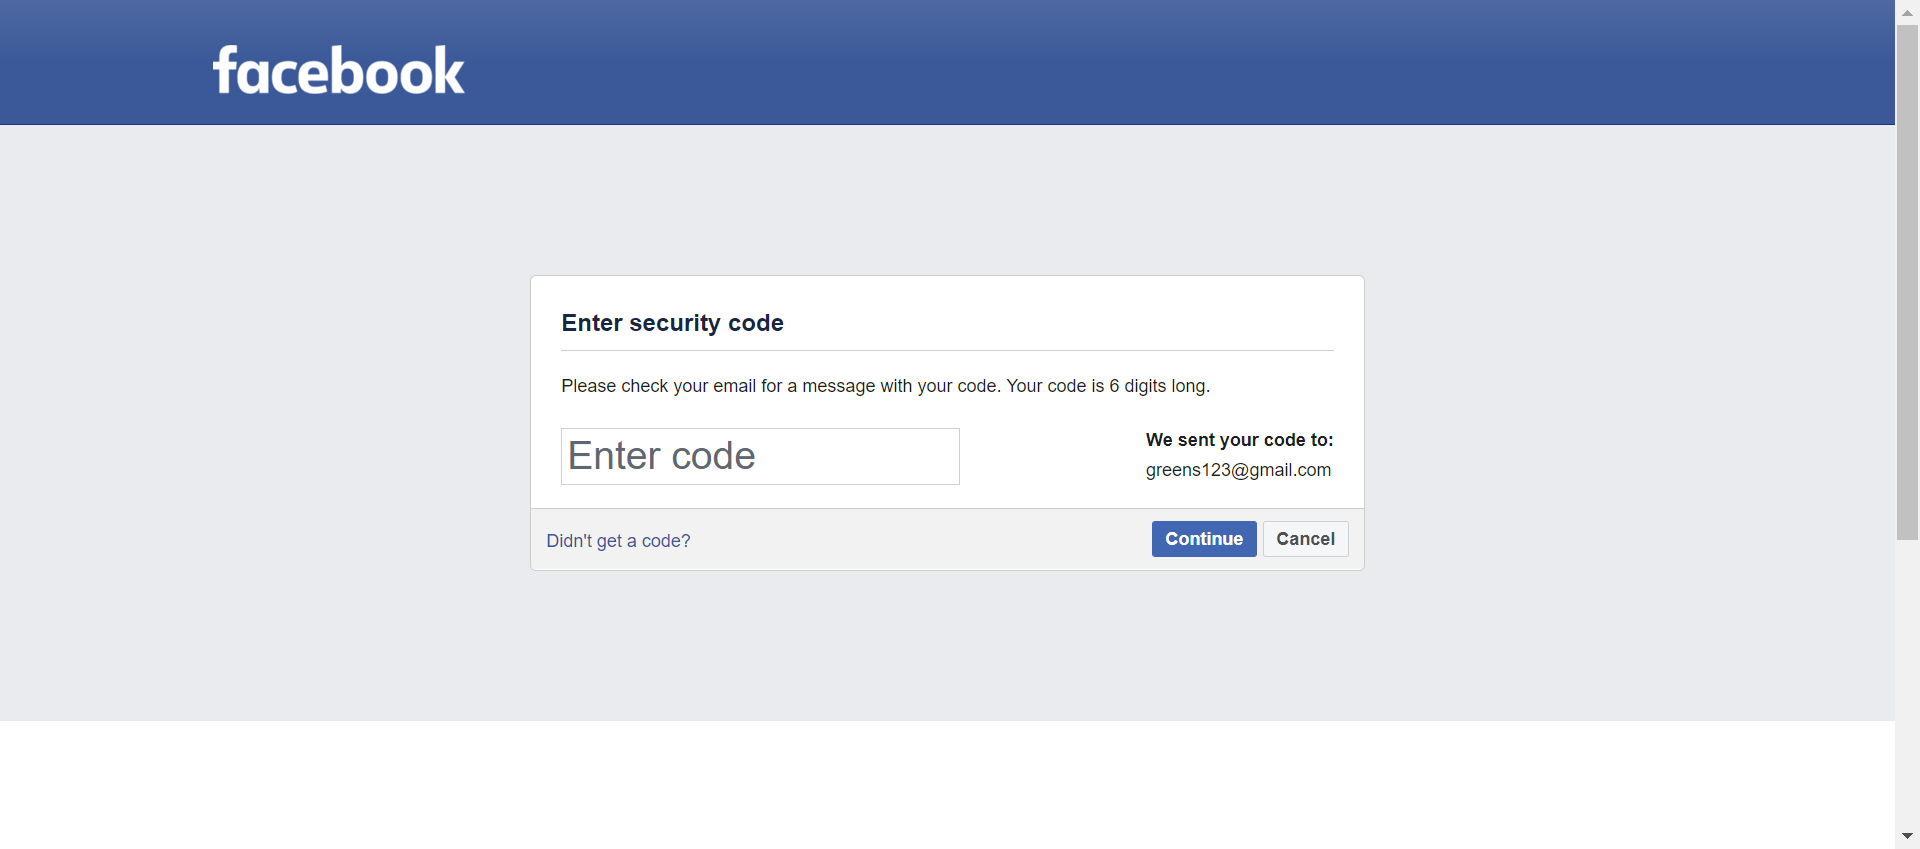 facebook
Enter security code
Please check your email for a message with your code. Your code is 6 digits long.
Enter code
We sent your code to:
greens123@gmail.com
Didn't get a code?
Continue
Cancel